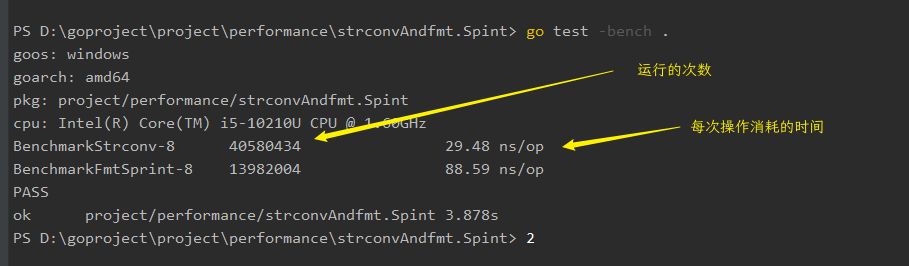 PS D:\goproject\project\performance\strconvAndfmt.Spint> go test -bench .
goos: windows
运行的次数
goarch: amd64
pkg: project/performance/strconvAndfmt.Spint
cpu: Intel(R) Core(TM) i5-10210U CPU @ 1.60GHz
每次操作消耗的时间
BenchmarkStrconv-8 40580434 29.48 ns/op
BenchmarkFmtSprint-8 13982004 88.59 ns/op
PASS
ok project/performance/strconvAndfmt.Spint 3.878s
PS D:\goproject\project\performance\strconvAndfmt.Spint> 2